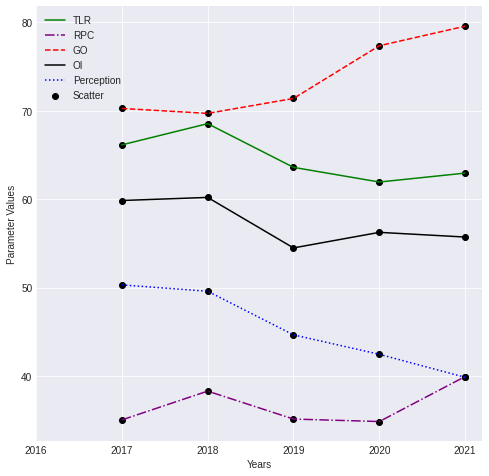 TLR
RPC
GO
OI
Perception
Scatter
80
70
60
50
40
Parameter Values
2016 2017 2018 2019 2020 2021
Years